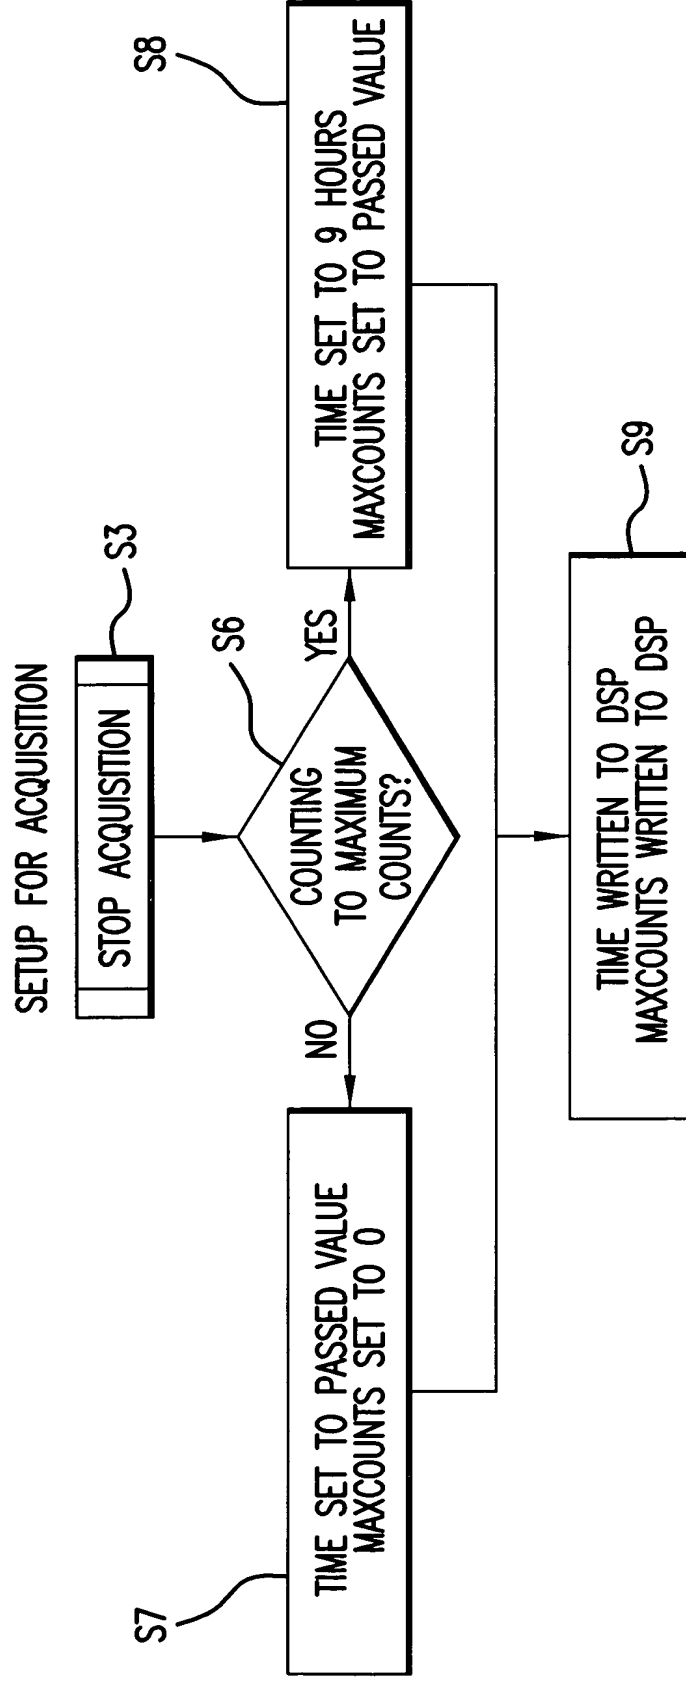 SETUP FOR ACQUISITION
STOP ACQUISITION
S3
COUNTING
TO MAXIMUM
COUNTS?
S6
NO
YES
TIME SET TO PASSED VALUE
MAXCOUNTS SET TO 0
S7
TIME SET TO 9 HOURS
MAXCOUNTS SET TO PASSED VALUE
S8
TIME WRITTEN TO DSP
MAXCOUNTS WRITTEN TO DSP
S9